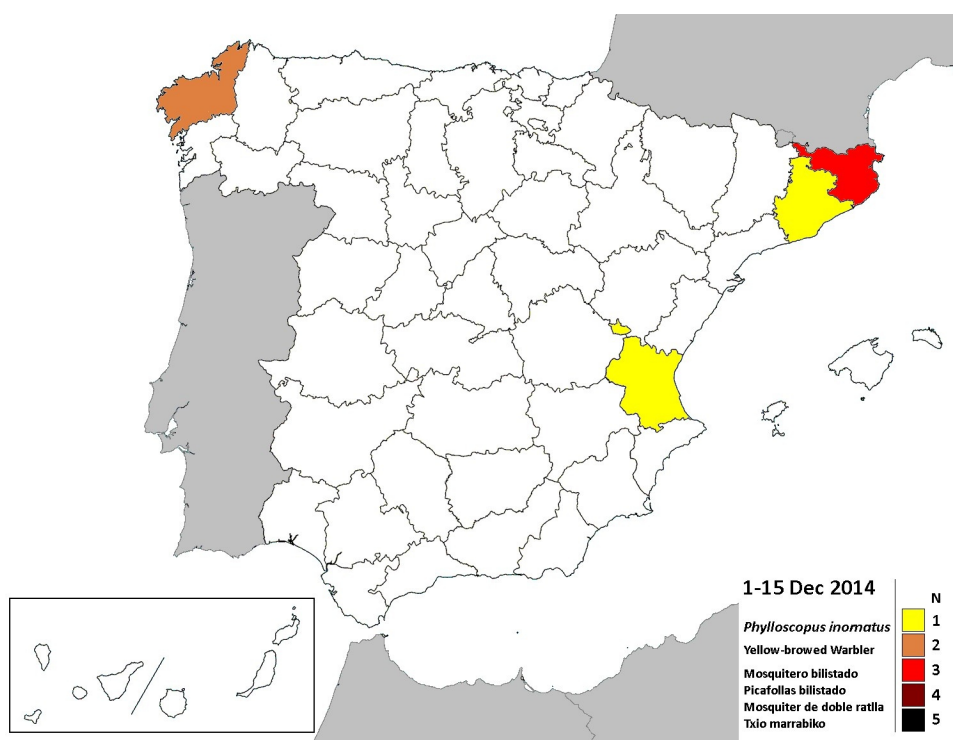 1-15 Dec 2014
N
Phylloscopus inornatus
Yellow-browed Warbler
Mosquitero bilistado
Picafollas bilistado
Mosquiter de doble ratlla
Txio marrabiko
1
2
3
4
5